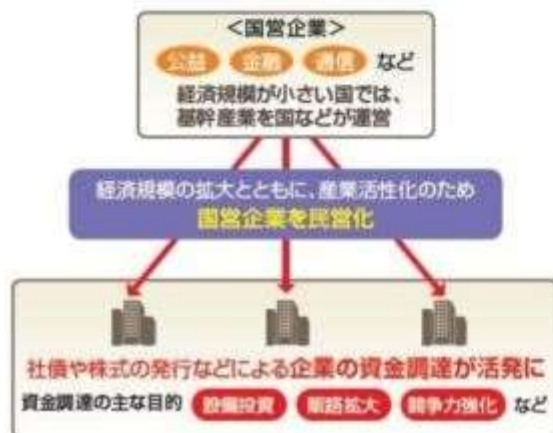 <国営企業>
公益 金融 通信 など
経済規模が小さい国では、
基幹産業を国などが運営
経済規模の拡大とともに、産業活性化のため
国営企業を民営化
社債や株式の発行などによる企業の資金調達が活発に
資金調達の主な目的 設備投資 販路拡大 競争力強化 など